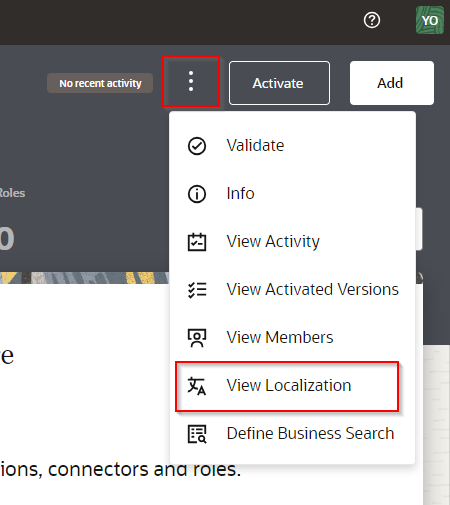 YO
No recent activity
Activate
Add
Validate
Roles
Info
0
View Activity
View Activated Versions
View Members
re
View Localization
Define Business Search
ions, connectors and roles.